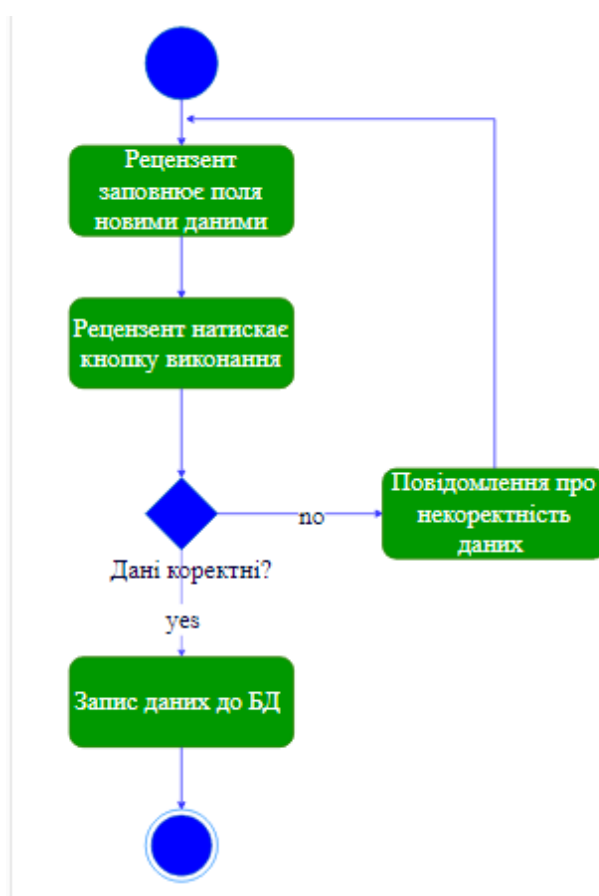 Рецензент
заповнює поля
новими даними
Рецензент натискає
кнопку виконання
Повідомлення про
некоректність
даних
no
Дані коректні?
yes
Запис даних до БД